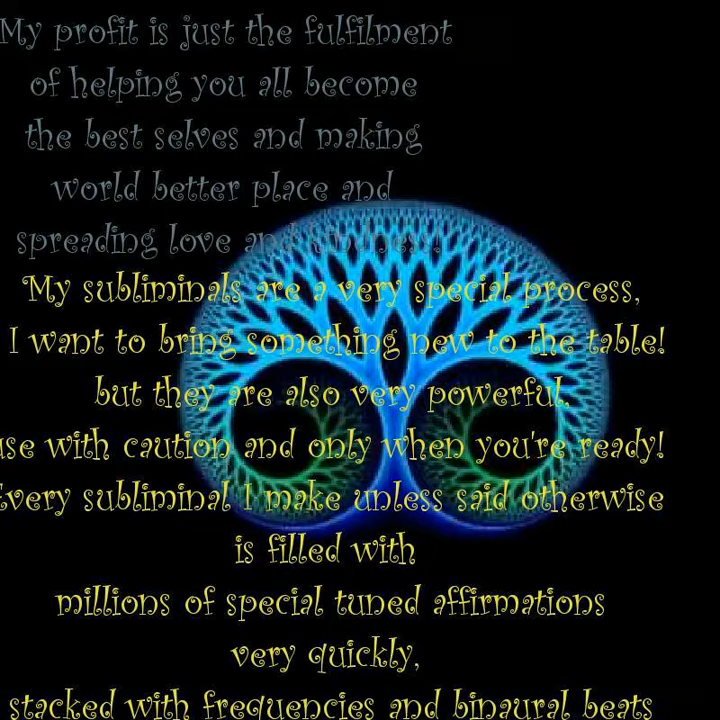 My profit is just the fulfilment
of helping you all become
the best selves and making
world better place and
spreading love and kindness!
My subliminals are a very special process,
I want to bring something new to the table!
but they are also very powerful,
use with caution and only when you're ready!
Every subliminal I make unless said otherwise
is filled with
millions of special tuned affirmations
very quickly,
stacked with frequencies and binaural beats